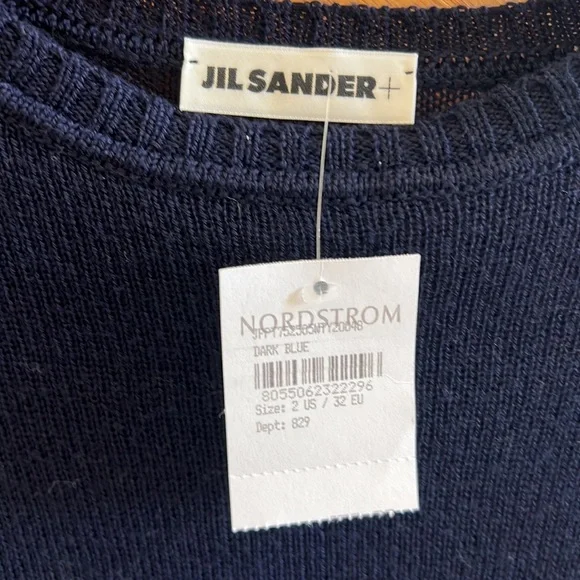 JIL SANDER+
NORDSTROM
DARK BLUE
8055062322296
Size: 2 US / 32 EU
Dept: 829